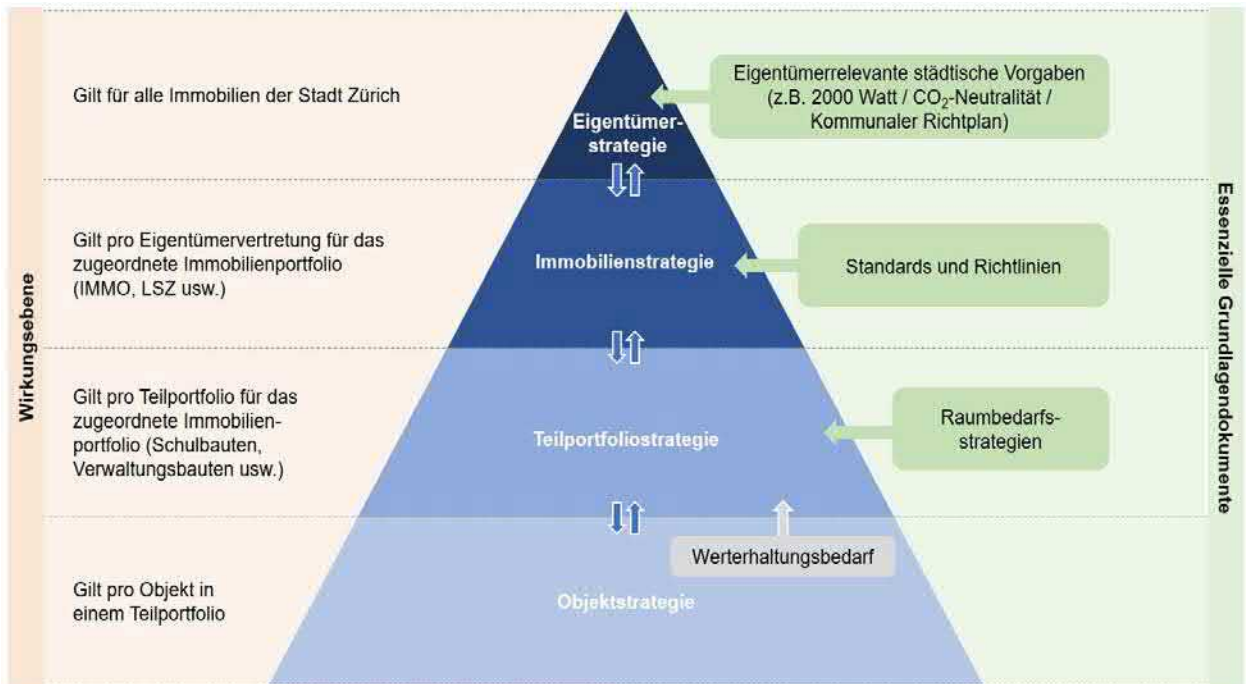 Wirkungsebene
Gilt für alle Immobilien der Stadt Zürich
Eigentümer-
strategie
Eigentümerrelevante städtische Vorgaben
(z.B. 2000 Watt / CO₂-Neutralität /
Kommunaler Richtplan)
Gilt pro Eigentümervertretung für das
zugeordnete Immobilienportfolio
(IMMO, LSZ usw.)
Immobilienstrategie
Standards und Richtlinien
Gilt pro Teilportfolio für das
zugeordnete Immobilien-
portfolio (Schulbauten,
Verwaltungsbauten usw.)
Teilportfoliostrategie
Raumbedarfs-
strategien
Werterhaltungsbedarf
Gilt pro Objekt in
einem Teilportfolio
Objektstrategie
Essenzielle Grundlagendokumente